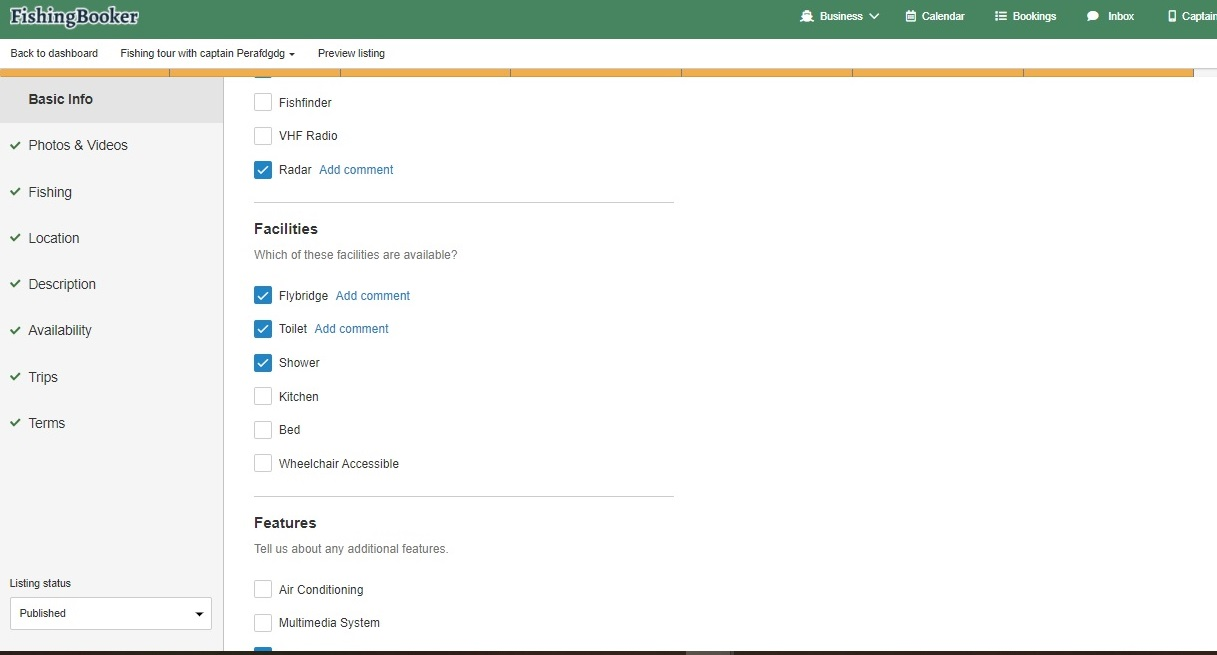 FishingBooker
Business Calendar Bookings Inbox Captain
Back to dashboard Fishing tour with captain Perafdgdg Preview listing
Basic Info
Photos & Videos
Fishing
Location
Description
Availability
Trips
Terms
Listing status
Published
Fishfinder
VHF Radio
Radar Add comment
Facilities
Which of these facilities are available?
Flybridge Add comment
Toilet Add comment
Shower
Kitchen
Bed
Wheelchair Accessible
Features
Tell us about any additional features.
Air Conditioning
Multimedia System